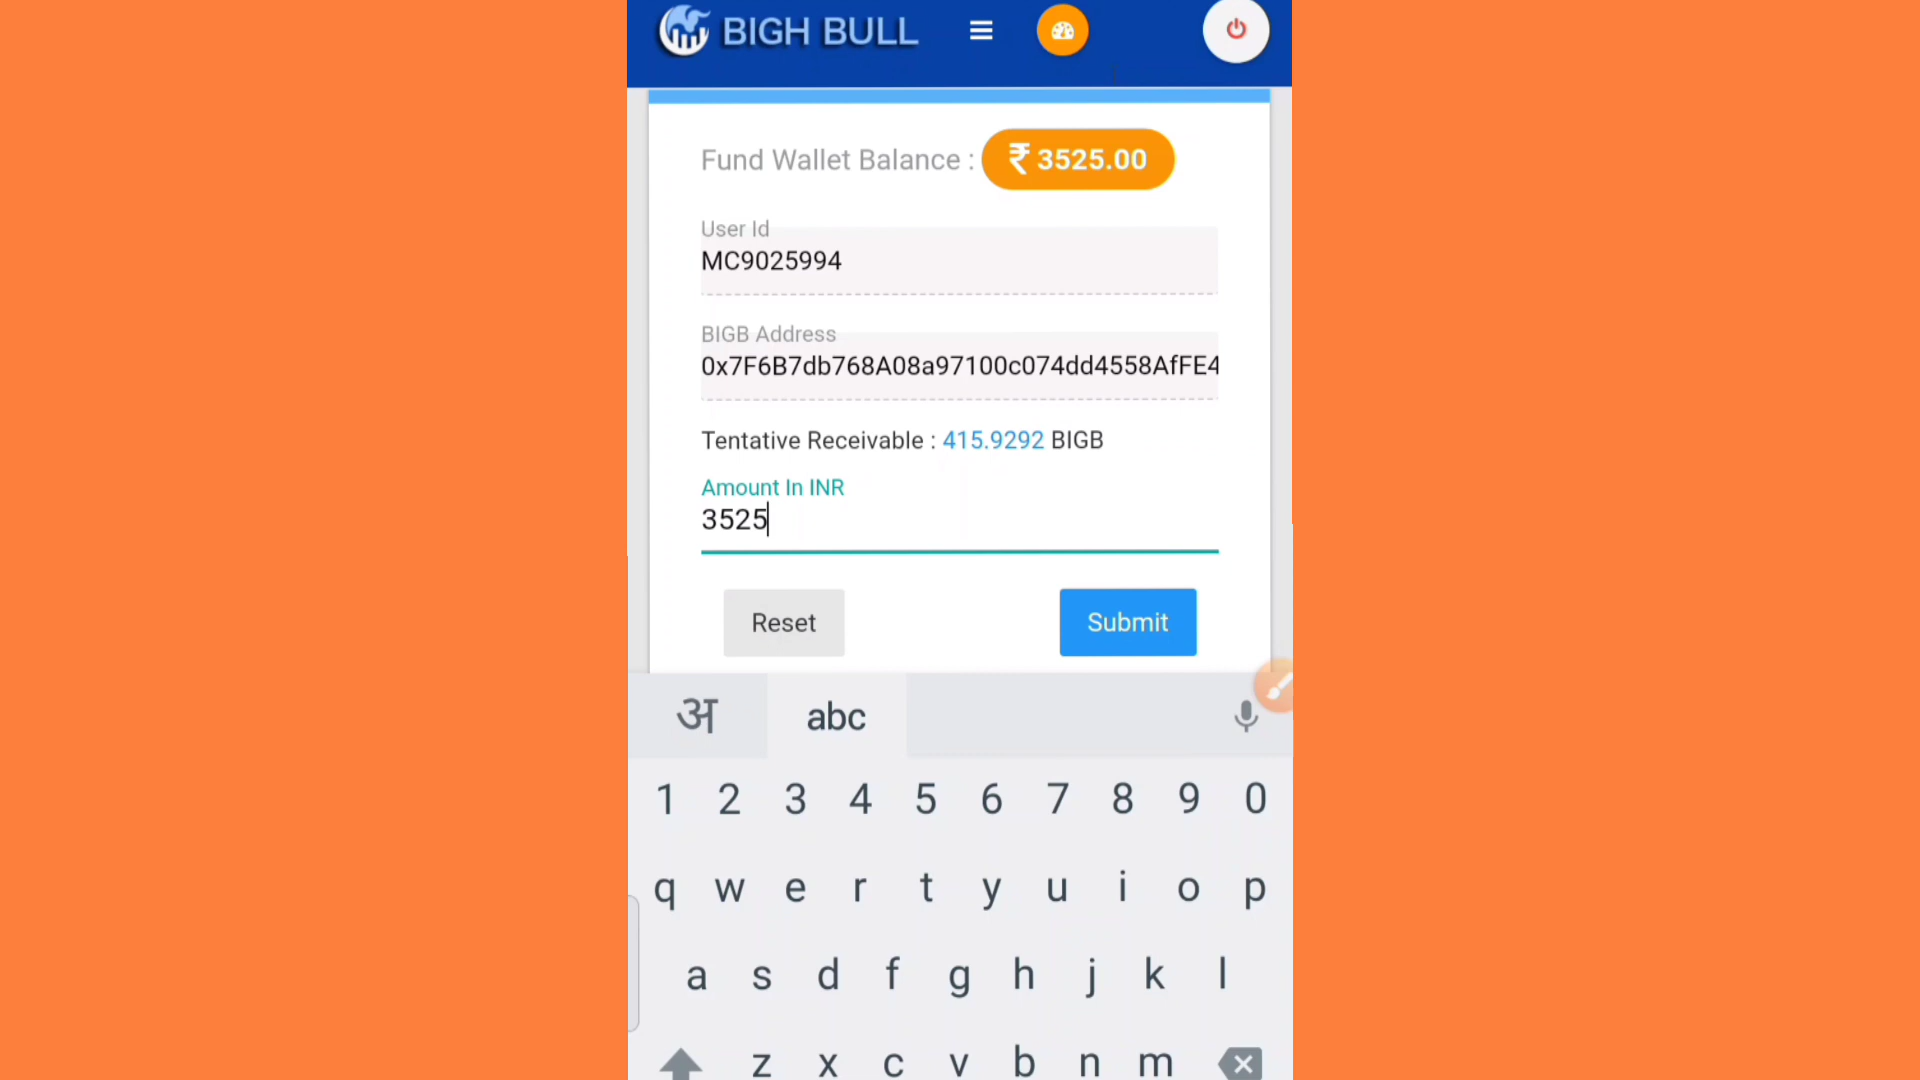 BIGH BULL
Fund Wallet Balance : ₹ 3525.00
User Id
MC9025994
BIGB Address
0x7F6B7db768A08a97100c074dd4558AfFE4
Tentative Receivable : 415.9292 BIGB
Amount In INR
3525
Reset Submit
अ abc
1 2 3 4 5 6 7 8 9 0
q w e r t y u i o p
a s d f g h j k l
z x c v b n m